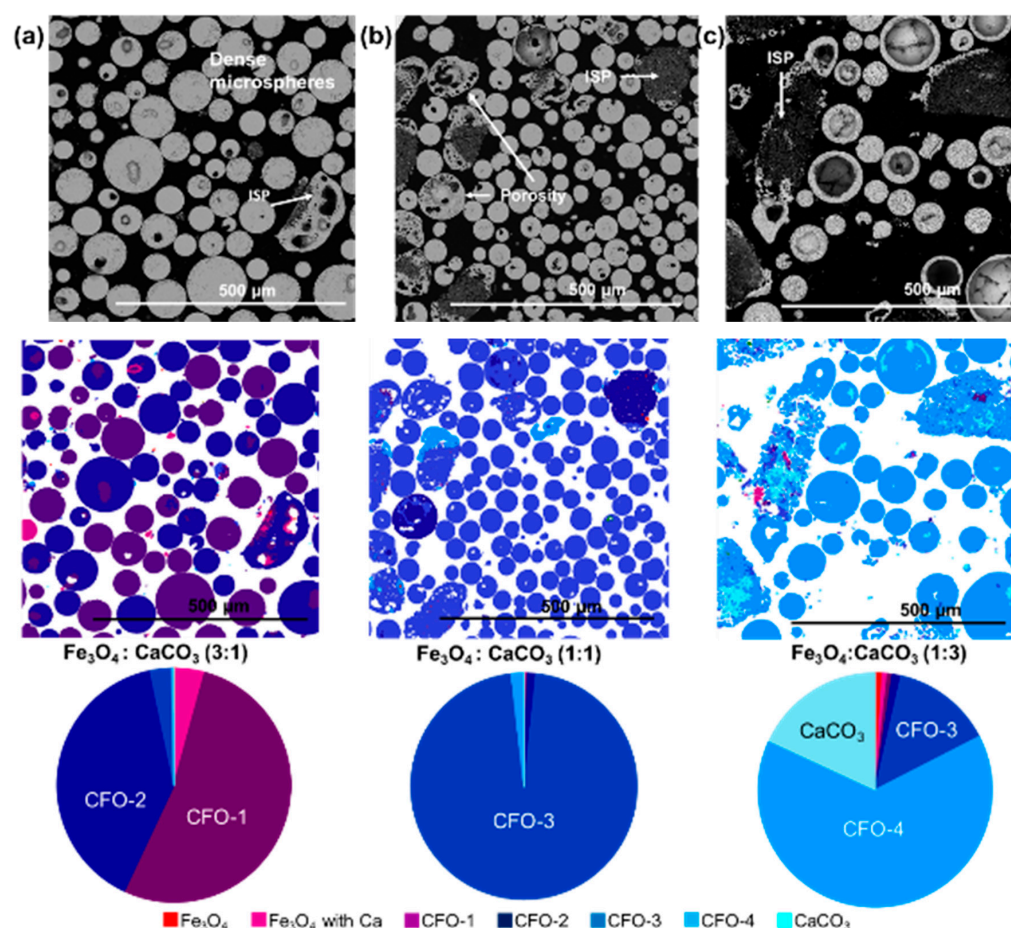 (a)
Dense
microspheres
ISP
500 µm
(b)
ISP
Porosity
500 µm
(c)
ISP
500 µm
500 µm
500 µm
500 µm
Fe₃O₄ : CaCO₃ (3:1)
Fe₃O₄ : CaCO₃ (1:1)
Fe₃O₄:CaCO₃ (1:3)
CFO-2
CFO-1
CFO-3
CaCO₃
CFO-3
CFO-4
Fe₃O₄
Fe₃O₄ with Ca
CFO-1
CFO-2
CFO-3
CFO-4
CaCO₃